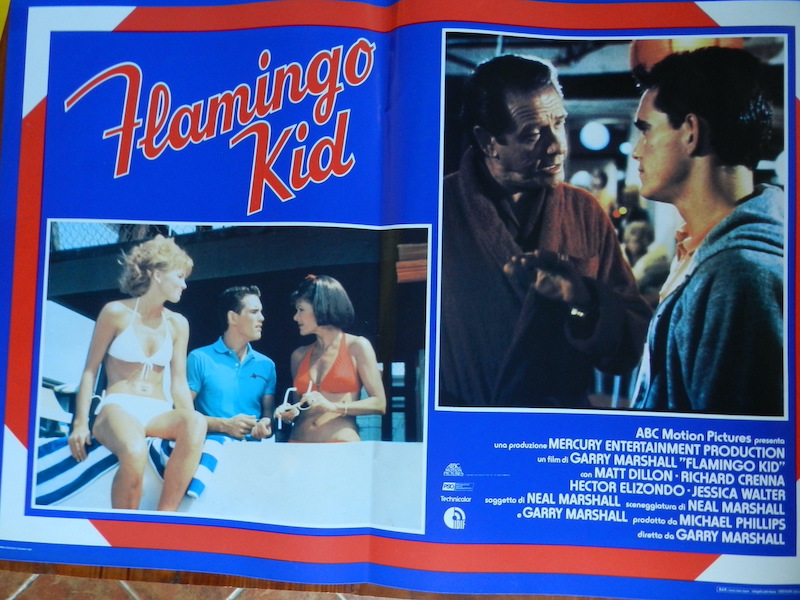 Flamingo
Kid
ABC Motion Pictures presenta
una produzione MERCURY ENTERTAINMENT PRODUCTION
un film di GARRY MARSHALL "FLAMINGO KID"
con MATT DILLON · RICHARD CRENNA
HECTOR ELIZONDO · JESSICA WALTER
soggetto di NEAL MARSHALL sceneggiatura di NEAL MARSHALL
e GARRY MARSHALL prodotto da MICHAEL PHILLIPS
diretto da GARRY MARSHALL
Technicolor
IDIF